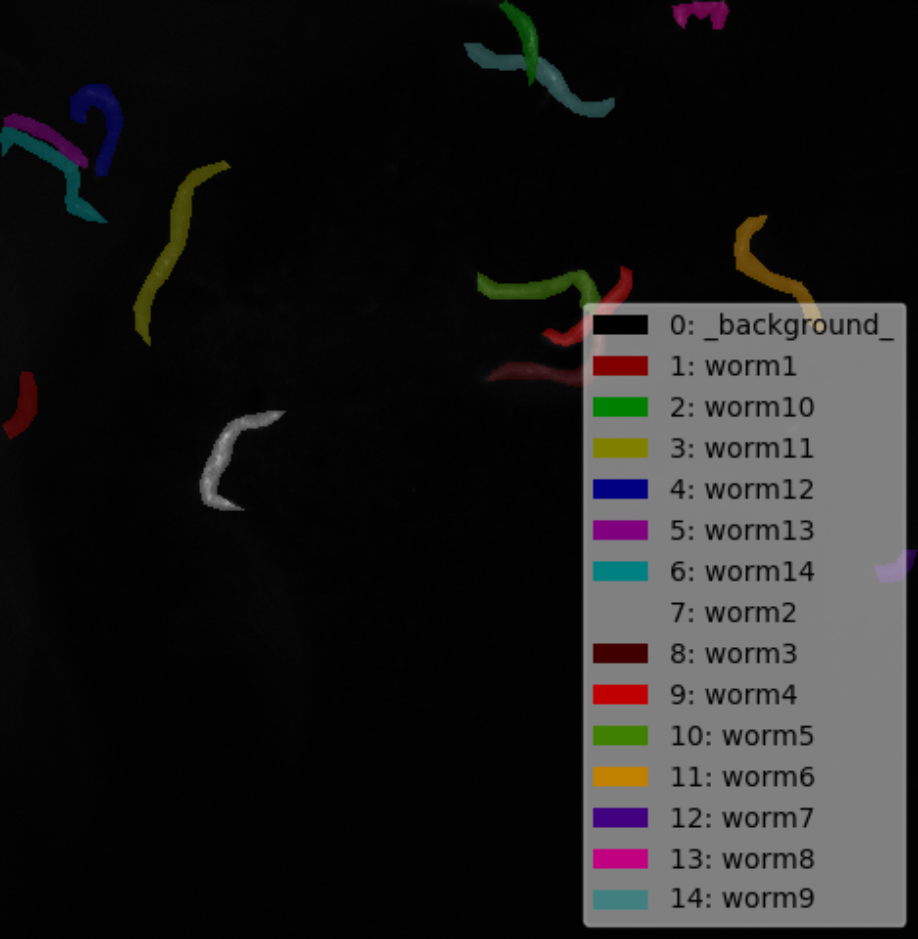 0: _background_
1: worm1
2: worm10
3: worm11
4: worm12
5: worm13
6: worm14
7: worm2
8: worm3
9: worm4
10: worm5
11: worm6
12: worm7
13: worm8
14: worm9